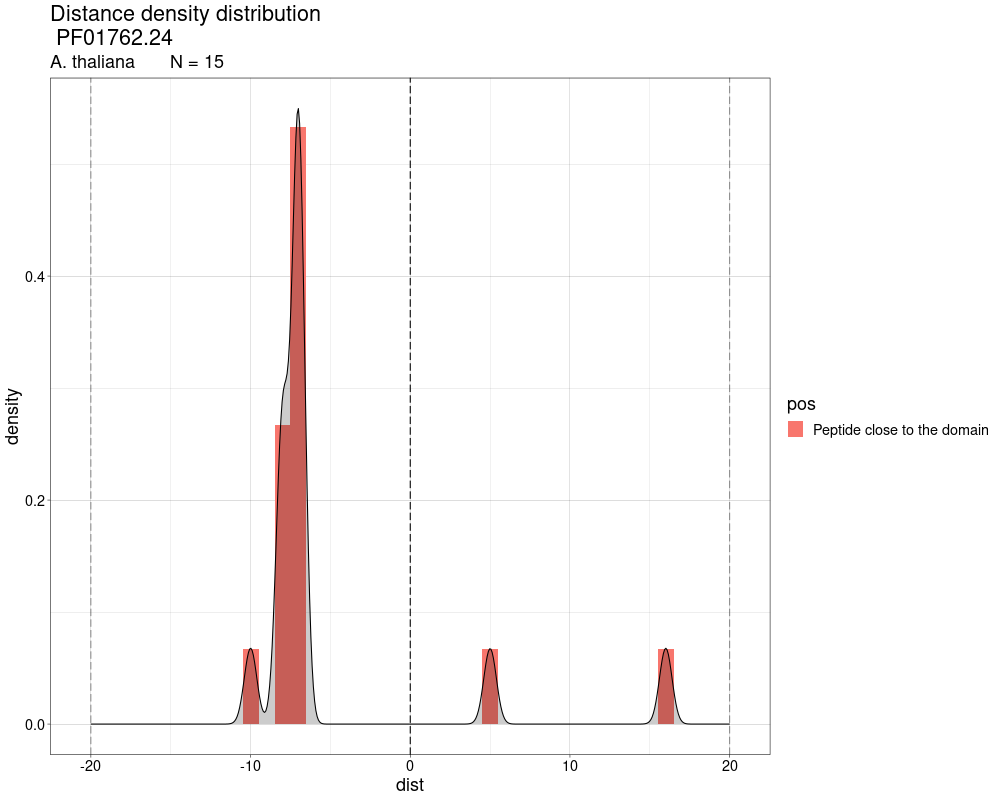 Distance density distribution
PF01762.24
A. thaliana N = 15
density
0.4
0.2
0.0
-20 -10 0 10 20
dist
pos
Peptide close to the domain